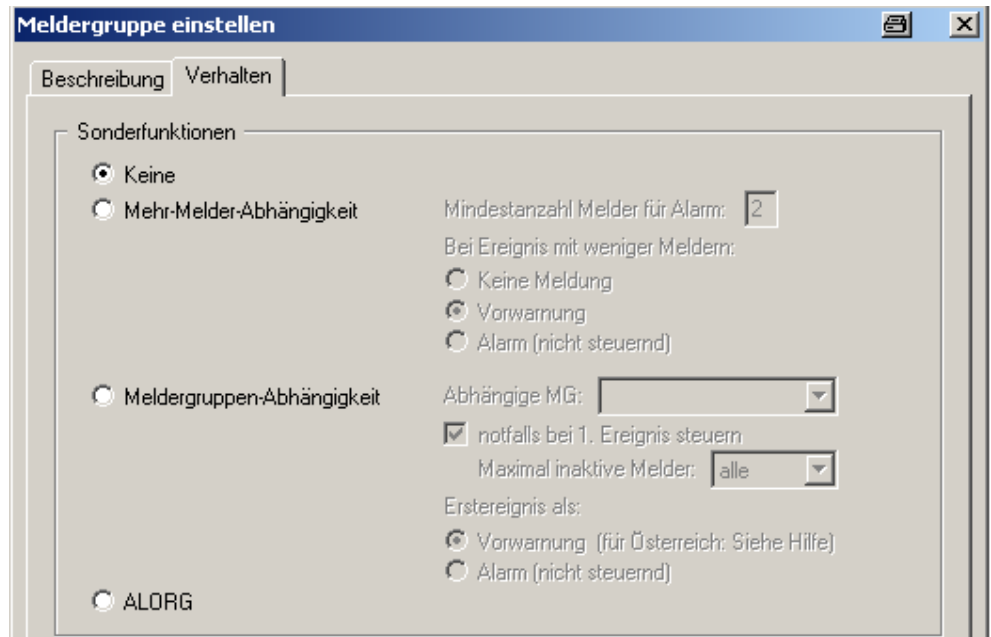 Meldergruppe einstellen
Beschreibung Verhalten
Sonderfunktionen
Keine
Mehr-Melder-Abhängigkeit Mindestanzahl Melder für Alarm: 2
Bei Ereignis mit weniger Meldern:
Keine Meldung
Vorwarnung
Alarm (nicht steuernd)
Meldergruppen-Abhängigkeit Abhängige MG:
notfalls bei 1. Ereignis steuern
Maximal inaktive Melder: alle
Erstereignis als:
Vorwarnung (für Österreich: Siehe Hilfe)
Alarm (nicht steuernd)
ALORG